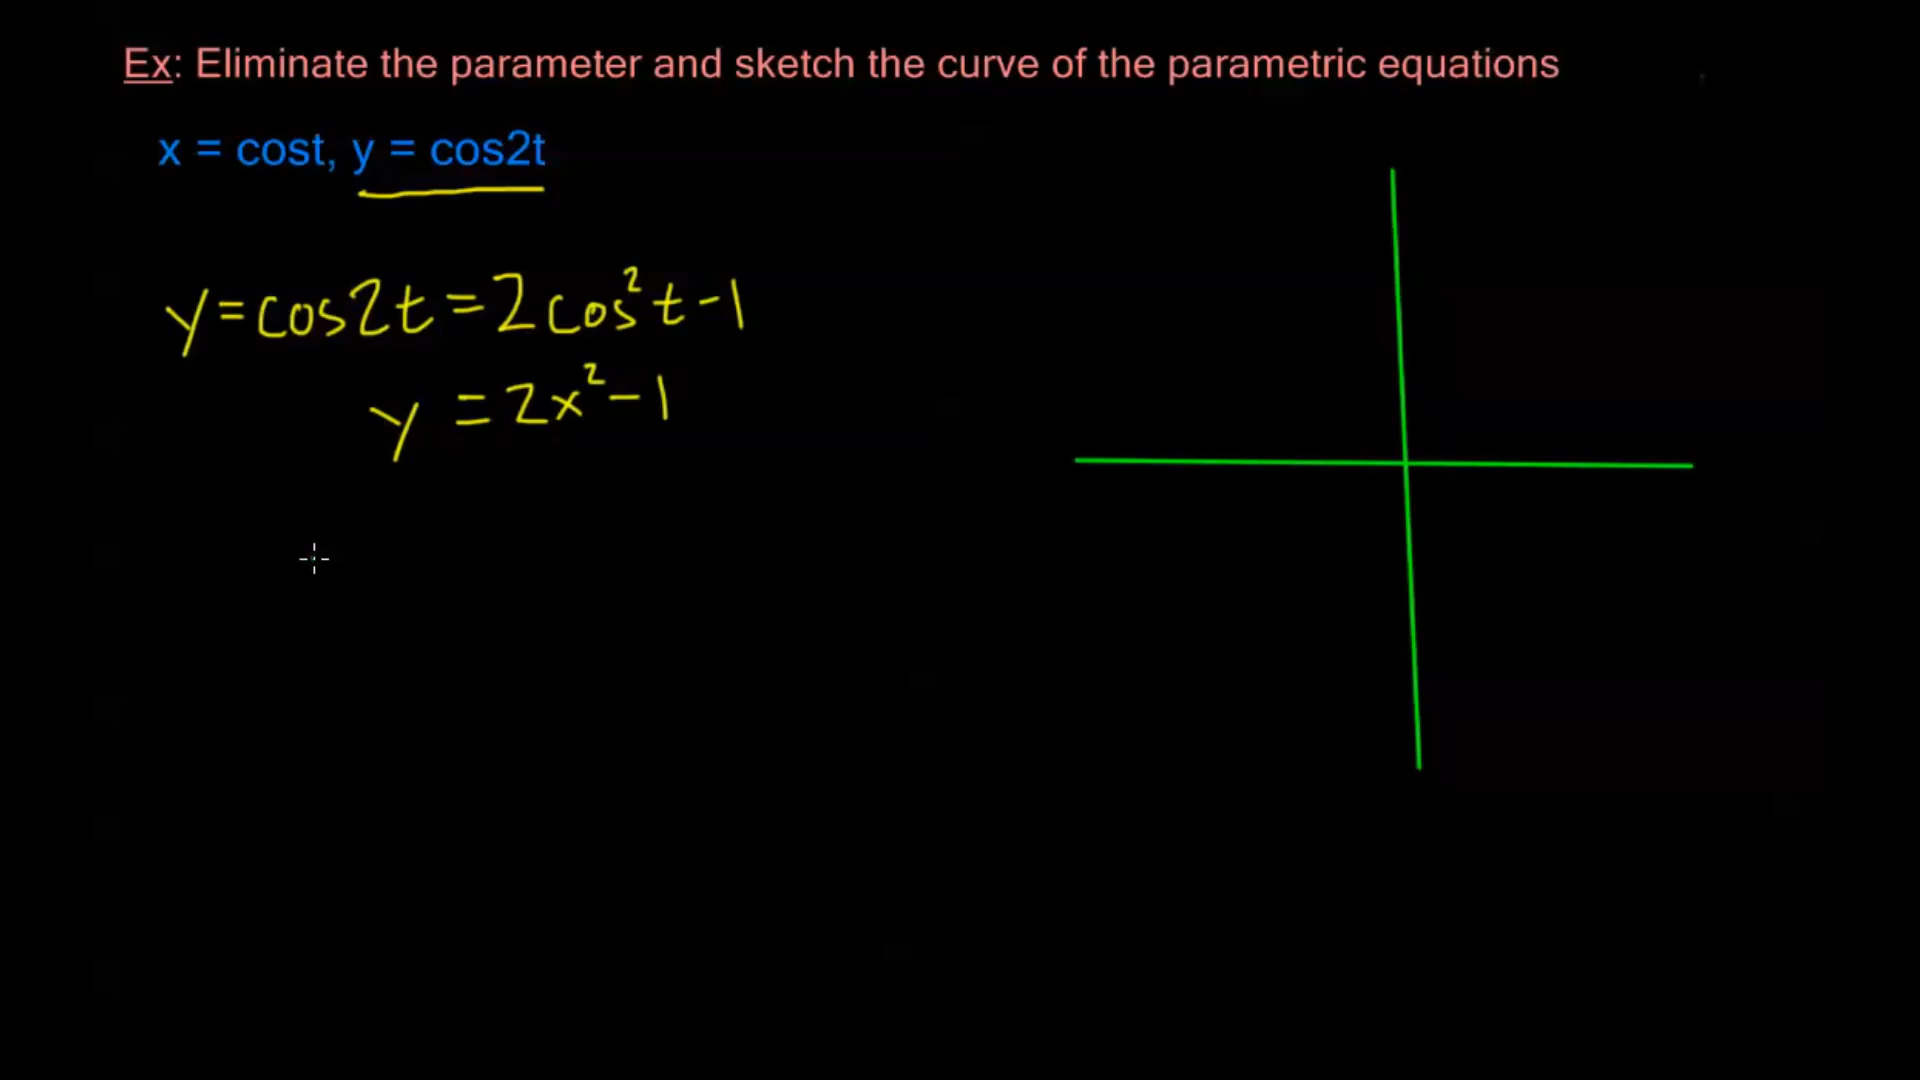 Ex: Eliminate the parameter and sketch the curve of the parametric equations
x = cost, y = cos2t
y=cos2t=2cos²t-1
y=2x²-1